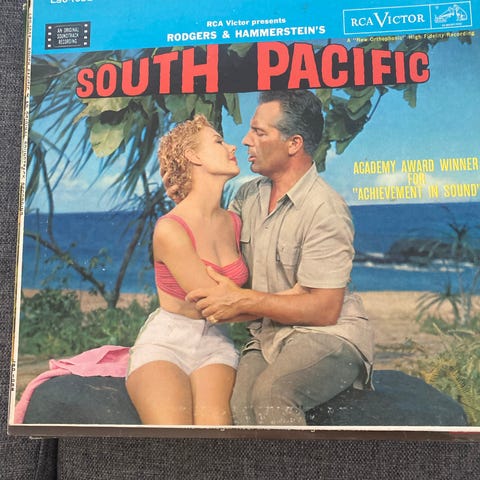 RCA Victor presents
RODGERS & HAMMERSTEIN'S
SOUTH PACIFIC
AN ORIGINAL
SOUNDTRACK
RECORDING
RCA VICTOR
A "New Orthophonic" High Fidelity Recording
ACADEMY AWARD WINNER
FOR
"ACHIEVEMENT IN SOUND"